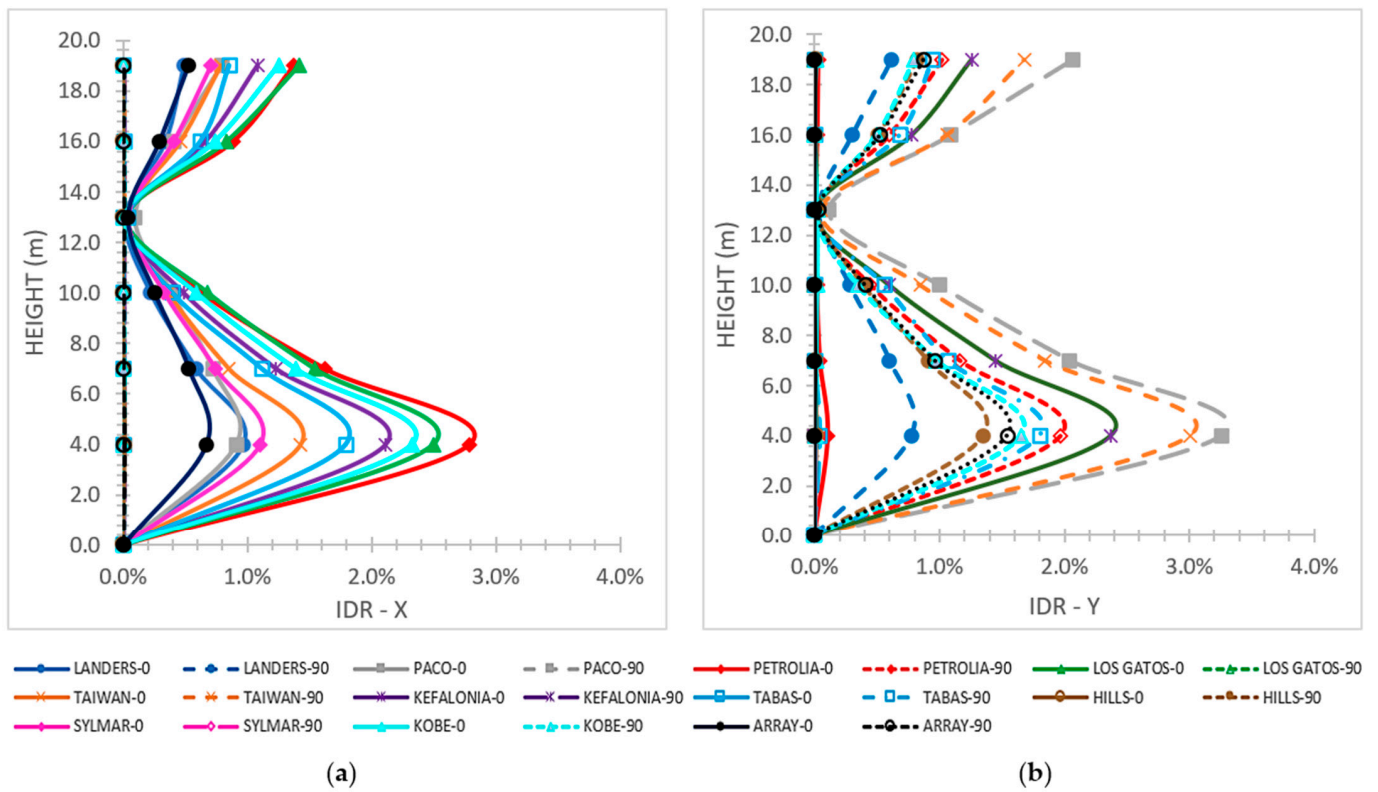 20.0
18.0
16.0
14.0
12.0
10.0
8.0
6.0
4.0
2.0
0.0
HEIGHT (m)
0.0% 1.0% 2.0% 3.0% 4.0%
IDR - X
20.0
18.0
16.0
14.0
12.0
10.0
8.0
6.0
4.0
2.0
0.0
HEIGHT (m)
0.0% 1.0% 2.0% 3.0% 4.0%
IDR - Y
LANDERS-0 LANDERS-90 PACO-0 PACO-90 PETROLIA-0 PETROLIA-90 LOS GATOS-0 LOS GATOS-90
TAIWAN-0 TAIWAN-90 KEFALONIA-0 KEFALONIA-90 TABAS-0 TABAS-90 HILLS-0 HILLS-90
SYLMAR-0 SYLMAR-90 KOBE-0 KOBE-90 ARRAY-0 ARRAY-90
(a) (b)